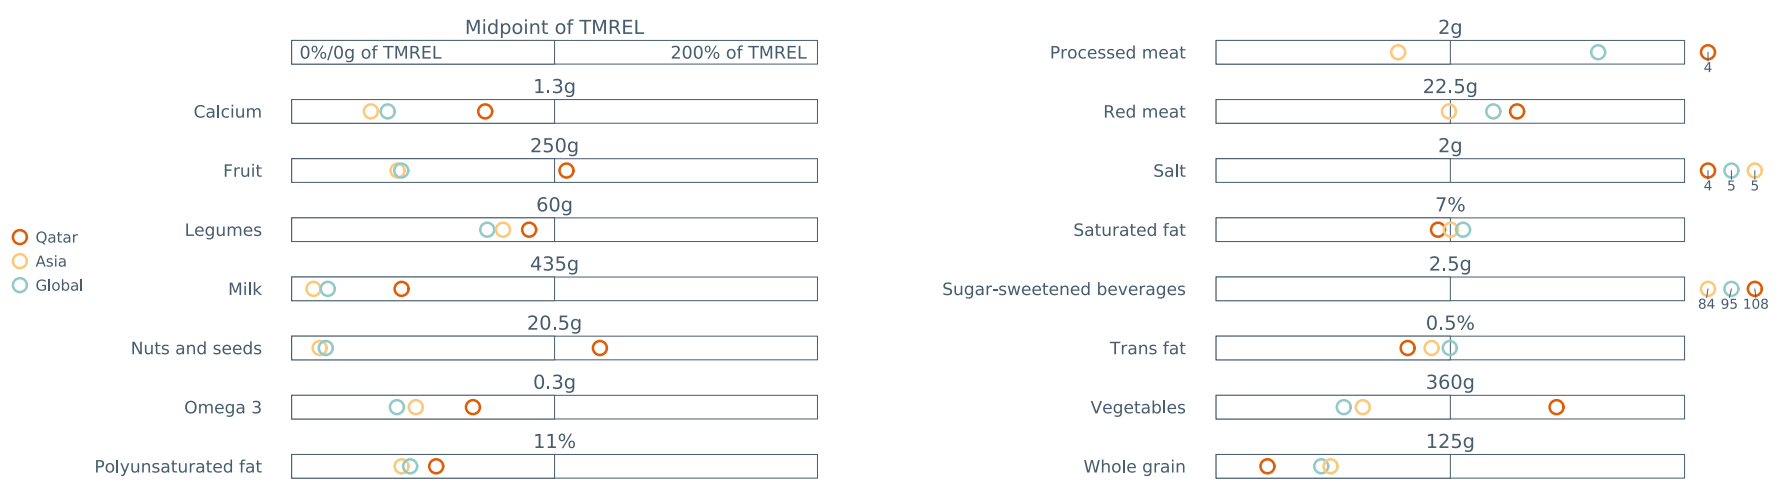 Midpoint of TMREL
0%/0g of TMREL 200% of TMREL
1.3g
Calcium
250g
Fruit
60g
Legumes
435g
Milk
20.5g
Nuts and seeds
0.3g
Omega 3
11%
Polyunsaturated fat
Qatar
Asia
Global
2g
Processed meat
4
22.5g
Red meat
2g
Salt
4 5 5
7%
Saturated fat
2.5g
Sugar-sweetened beverages
84 95 108
0.5%
Trans fat
360g
Vegetables
125g
Whole grain